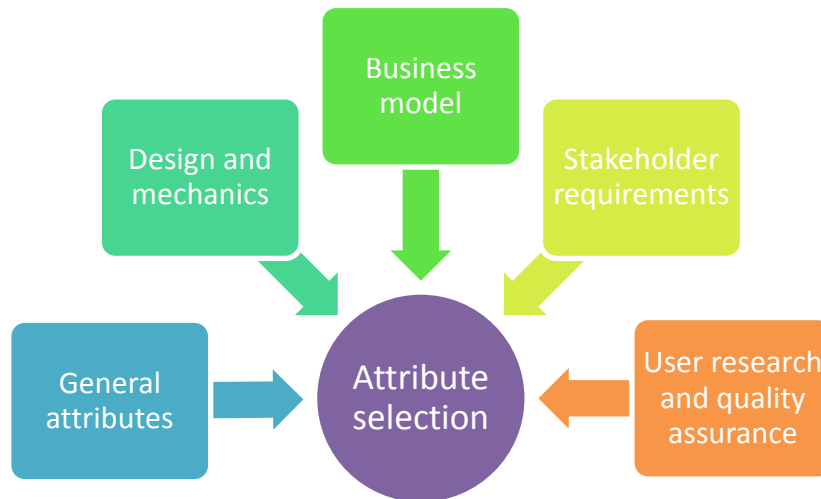 Business
model
Design and
mechanics
Stakeholder
requirements
General
attributes
Attribute
selection
User research
and quality
assurance